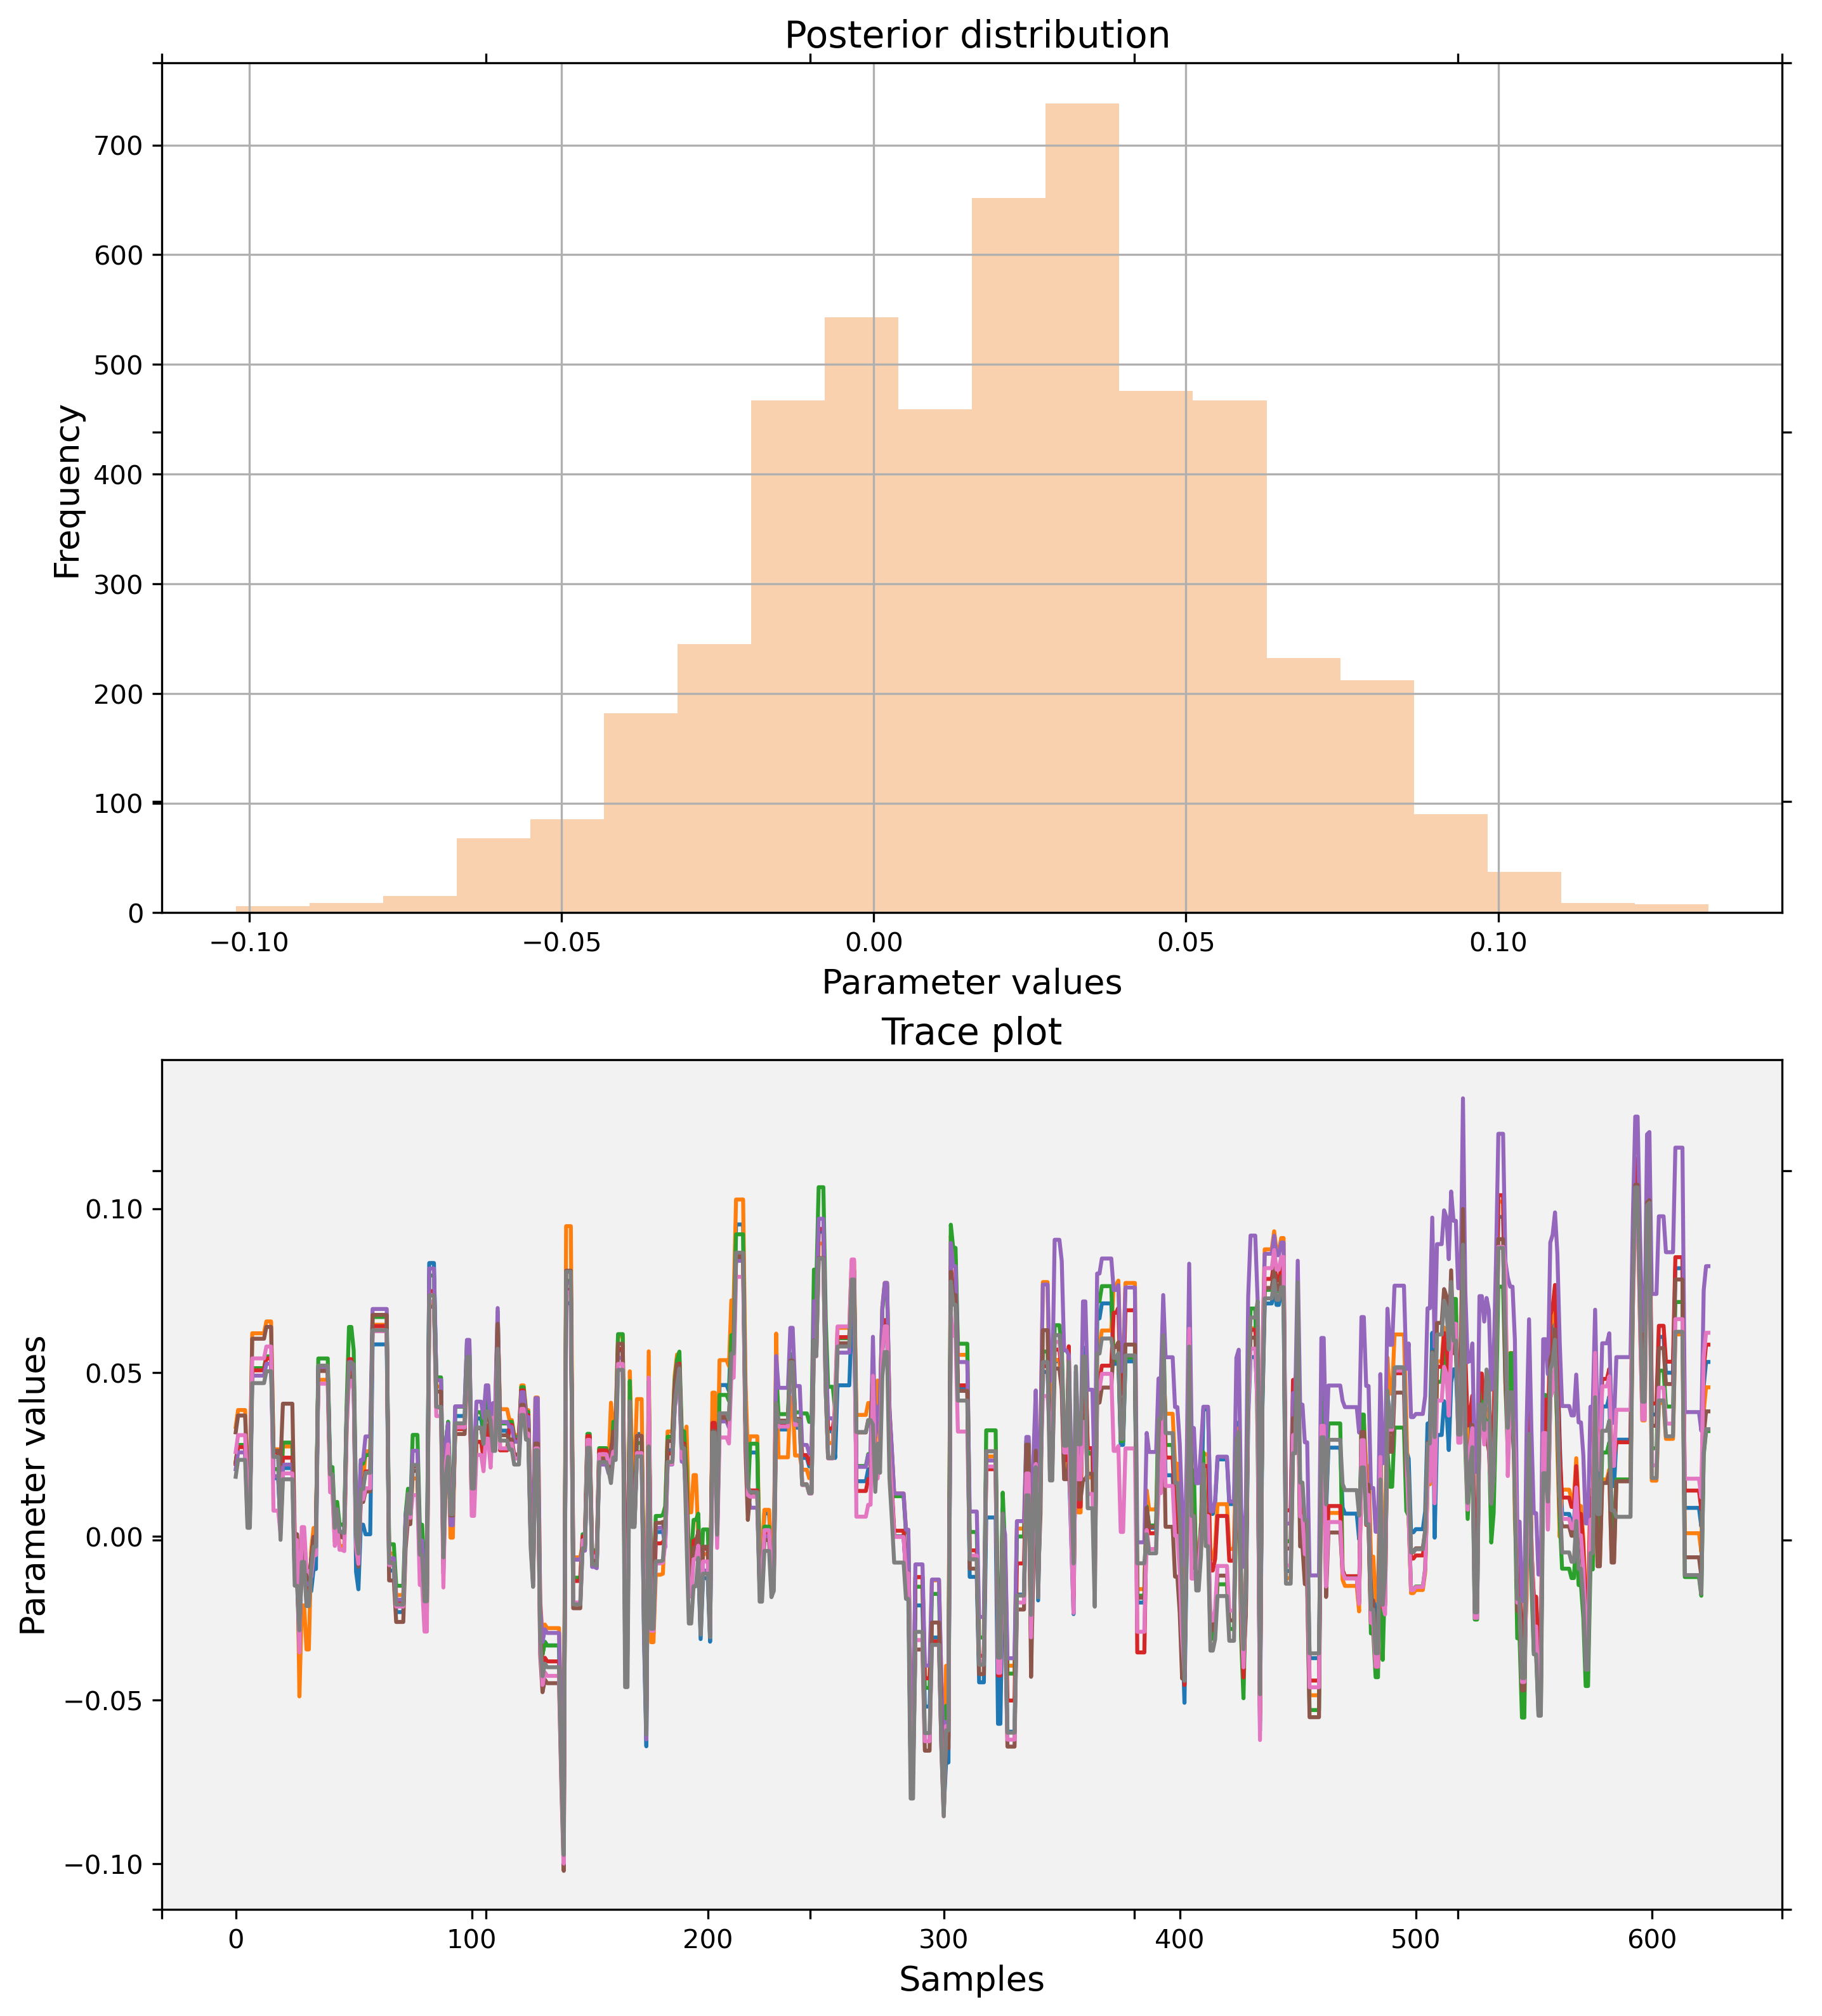 Posterior distribution
700
600
500
400
300
200
100
0
Frequency
−0.10 −0.05 0.00 0.05 0.10
Parameter values
Trace plot
0.10
0.05
0.00
−0.05
−0.10
Parameter values
0 100 200 300 400 500 600
Samples